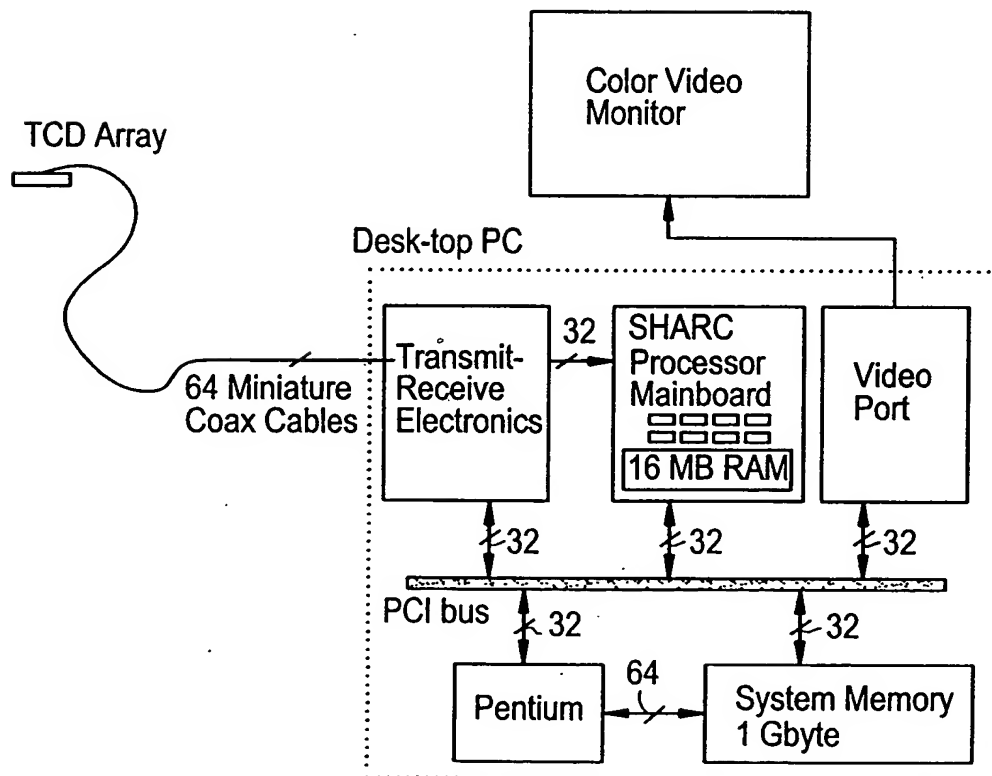 Color Video
Monitor
TCD Array
Desk-top PC
64 Miniature
Coax Cables
Transmit-
Receive
Electronics
32
SHARC
Processor
Mainboard
16 MB RAM
Video
Port
32
32
32
PCI bus
32
32
Pentium
64
System Memory
1 Gbyte